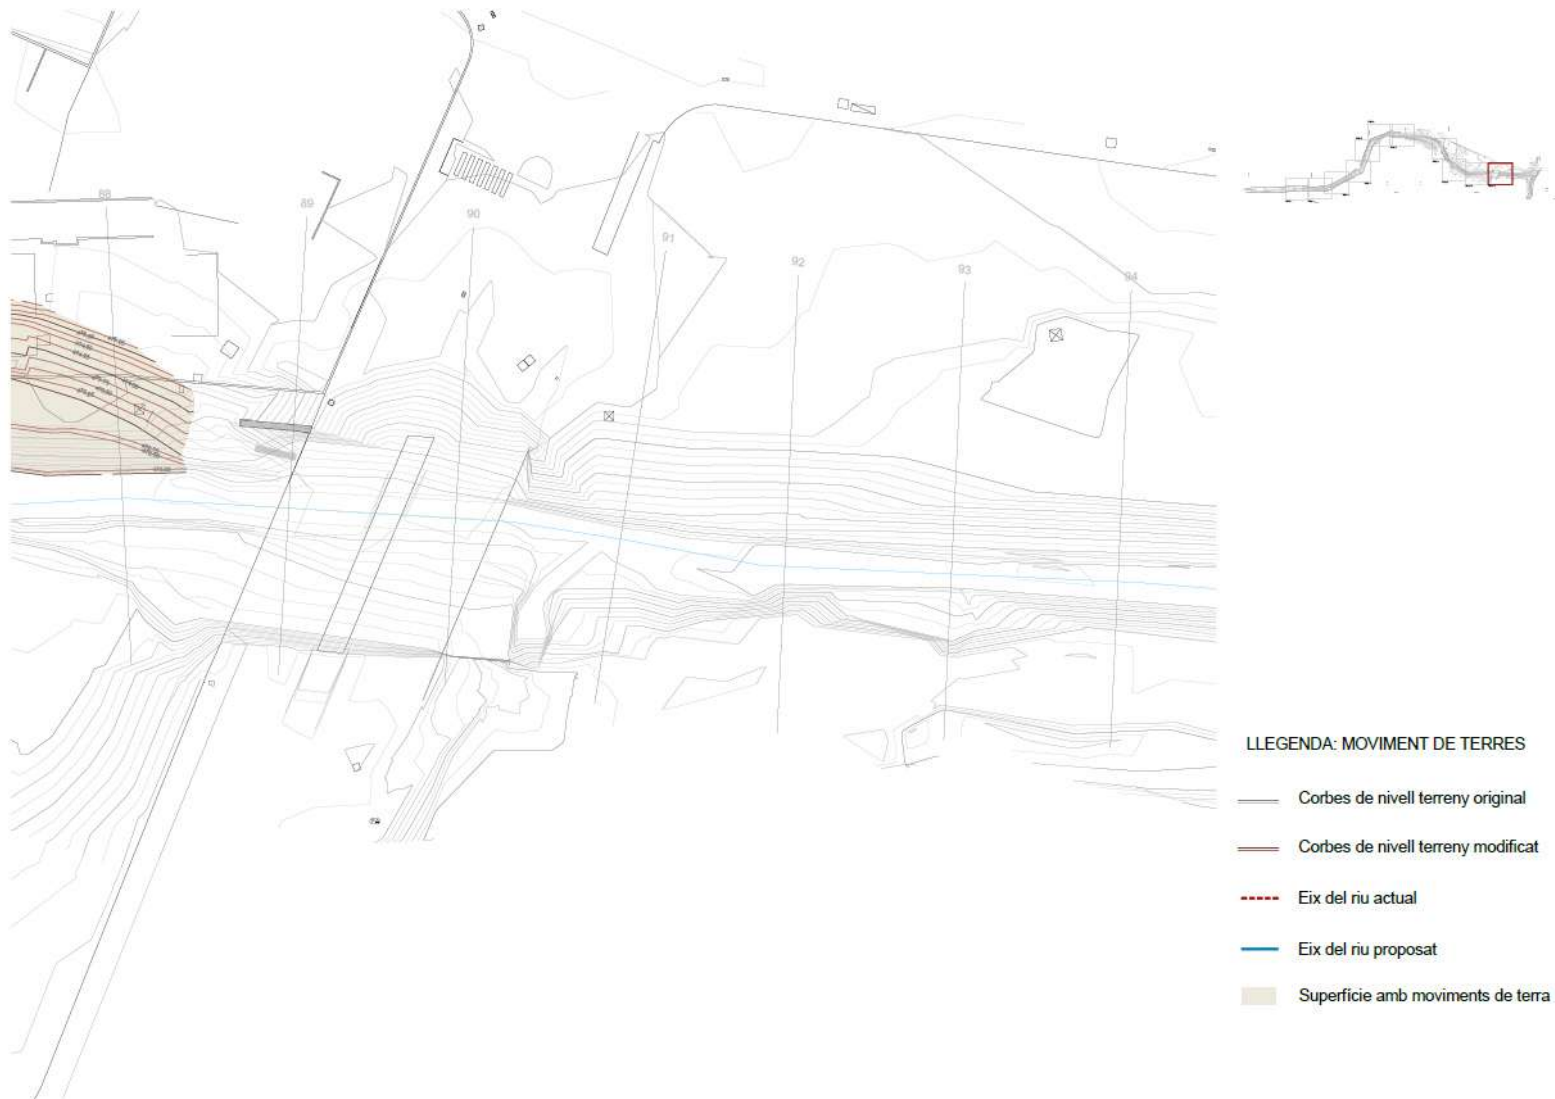 88
89
90
91
92
93
94
LLEGENDA: MOVIMENT DE TERRES
Corbes de nivell terreny original
Corbes de nivell terreny modificat
Eix del riu actual
Eix del riu proposat
Superfície amb moviments de terra